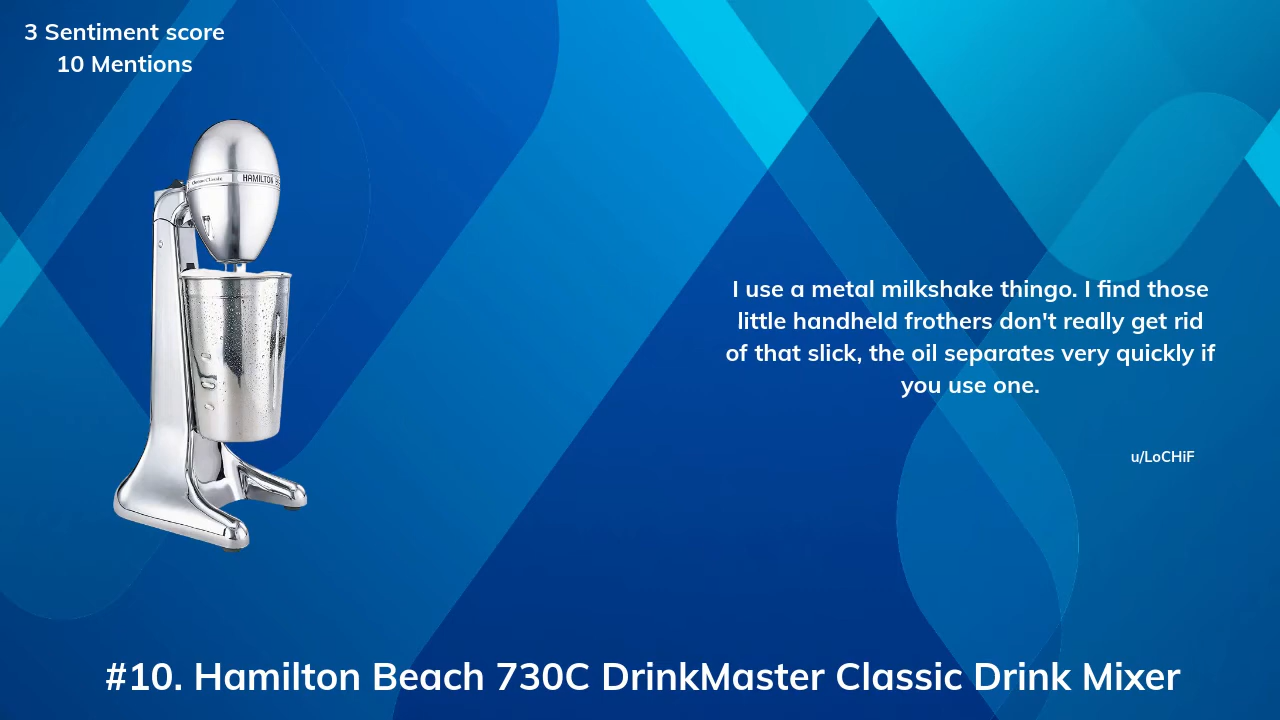 3 Sentiment score
10 Mentions
HAMILTON
I use a metal milkshake thingo. I find those
little handheld frothers don't really get rid
of that slick, the oil separates very quickly if
you use one.
u/LoCHiF
#10. Hamilton Beach 730C DrinkMaster Classic Drink Mixer